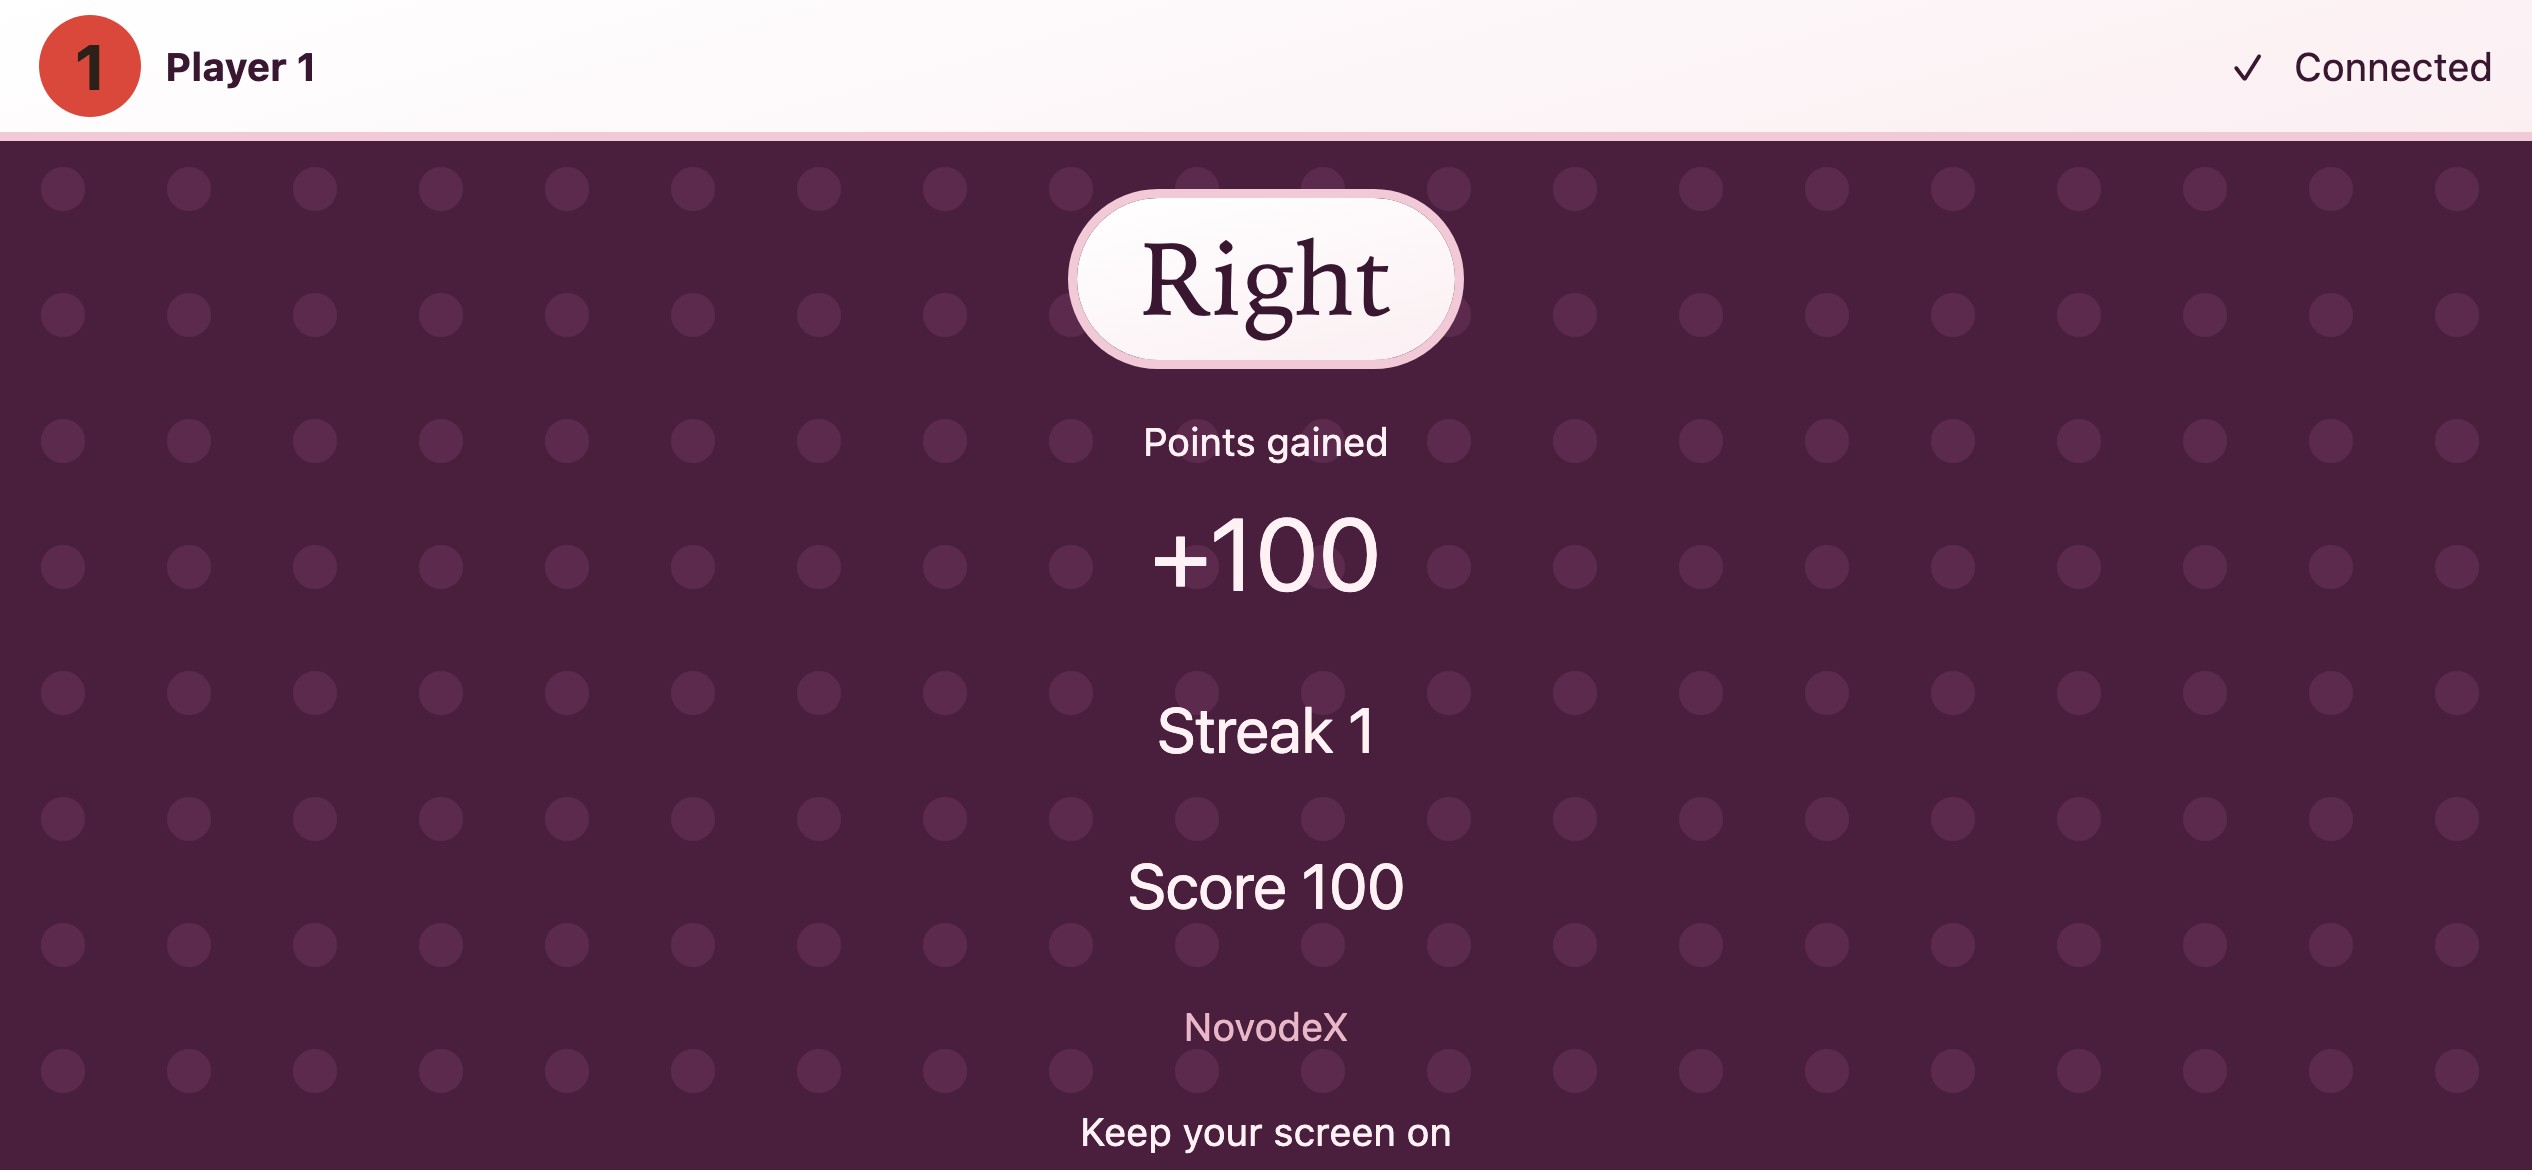 1 Player 1
✓ Connected
Right
Points gained
+100
Streak 1
Score 100
NovodeX
Keep your screen on